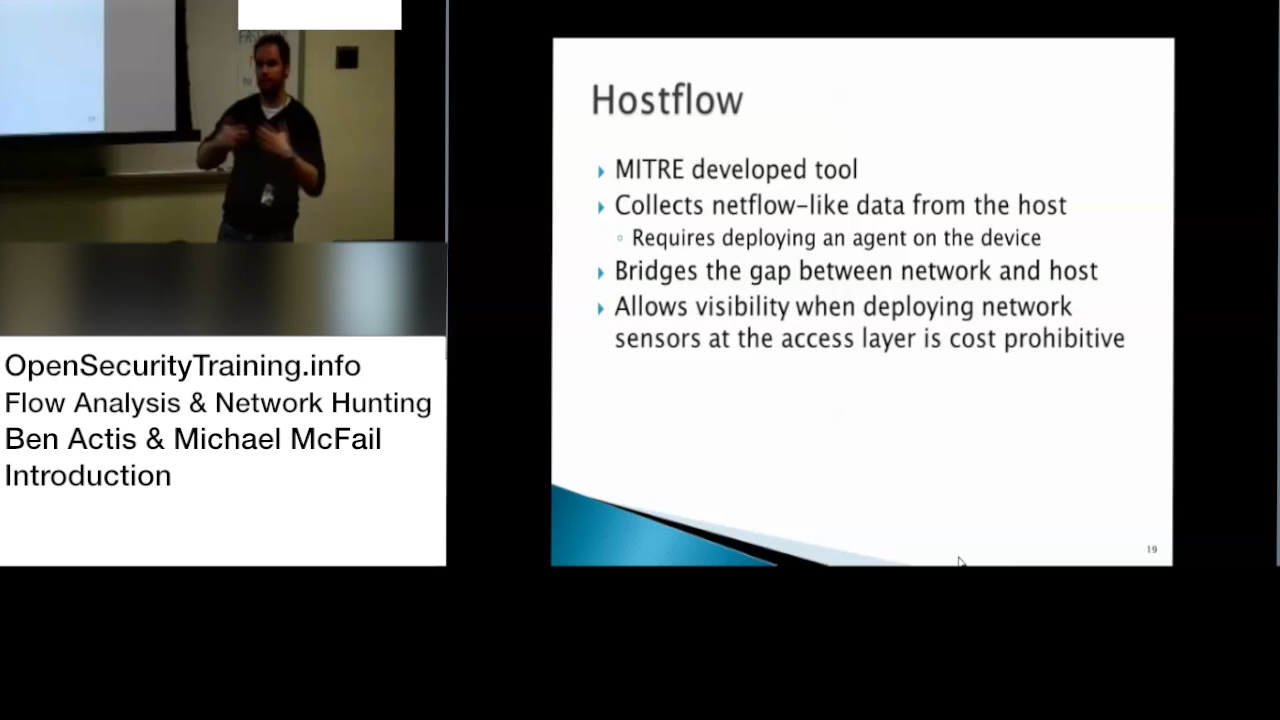 OpenSecurityTraining.info
Flow Analysis & Network Hunting
Ben Actis & Michael McFail
Introduction
Hostflow
MITRE developed tool
Collects netflow-like data from the host
Requires deploying an agent on the device
Bridges the gap between network and host
Allows visibility when deploying network
sensors at the access layer is cost prohibitive
19